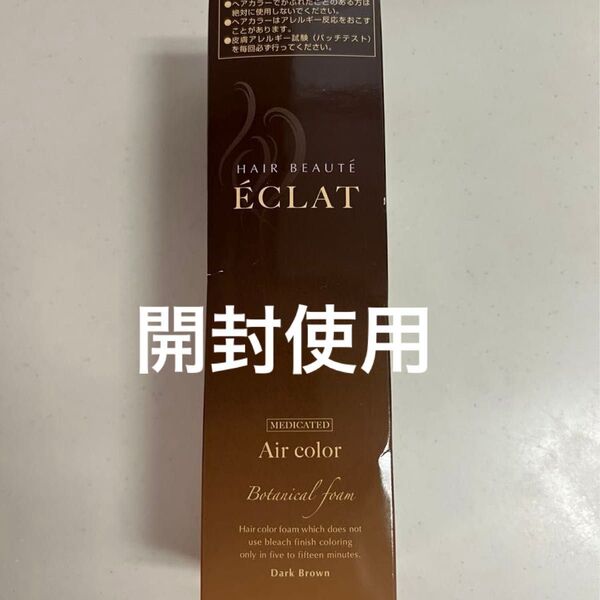 ●ヘアカラーでかぶれたことのある方は
絶対に使用しないでください。
●ヘアカラーはアレルギー反応をおこす
ことがあります。
●皮膚アレルギー試験（パッチテスト）
を毎回必ず行ってください。
HAIR BEAUTÉ
ÉCLAT
開封使用
MEDICATED
Air color
Botanical foam
Hair color foam which does not
use bleach finish coloring
only in five to fifteen minutes.
Dark Brown